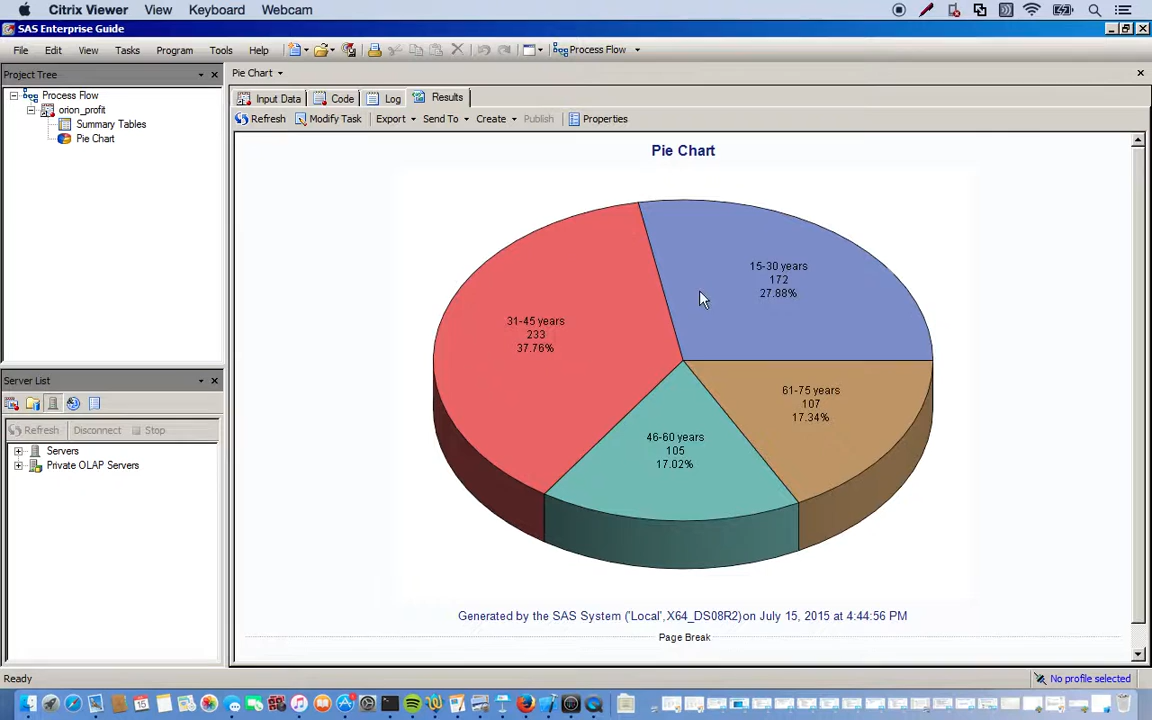 Citrix Viewer View Keyboard Webcam
SAS Enterprise Guide
File Edit View Tasks Program Tools Help Process Flow
Project Tree
Process Flow
orion_profit
Summary Tables
Pie Chart
Server List
Refresh Disconnect Stop
Servers
Private OLAP Servers
Pie Chart
Input Data Code Log Results
Refresh Modify Task Export Send To Create Publish Properties
Pie Chart
15-30 years
172
27.88%
31-45 years
233
37.76%
61-75 years
107
17.34%
46-60 years
105
17.02%
Generated by the SAS System ('Local',X64_DS08R2)on July 15, 2015 at 4:44:56 PM
Page Break
Ready
No profile selected
15